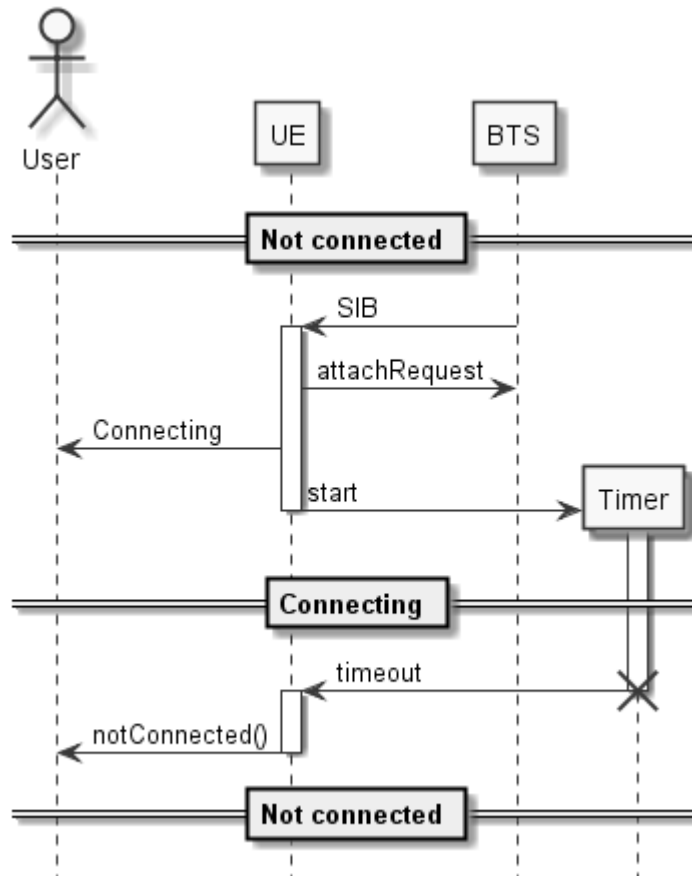 User
UE
BTS
Not connected
SIB
attachRequest
Connecting
start
Timer
Connecting
timeout
notConnected()
Not connected